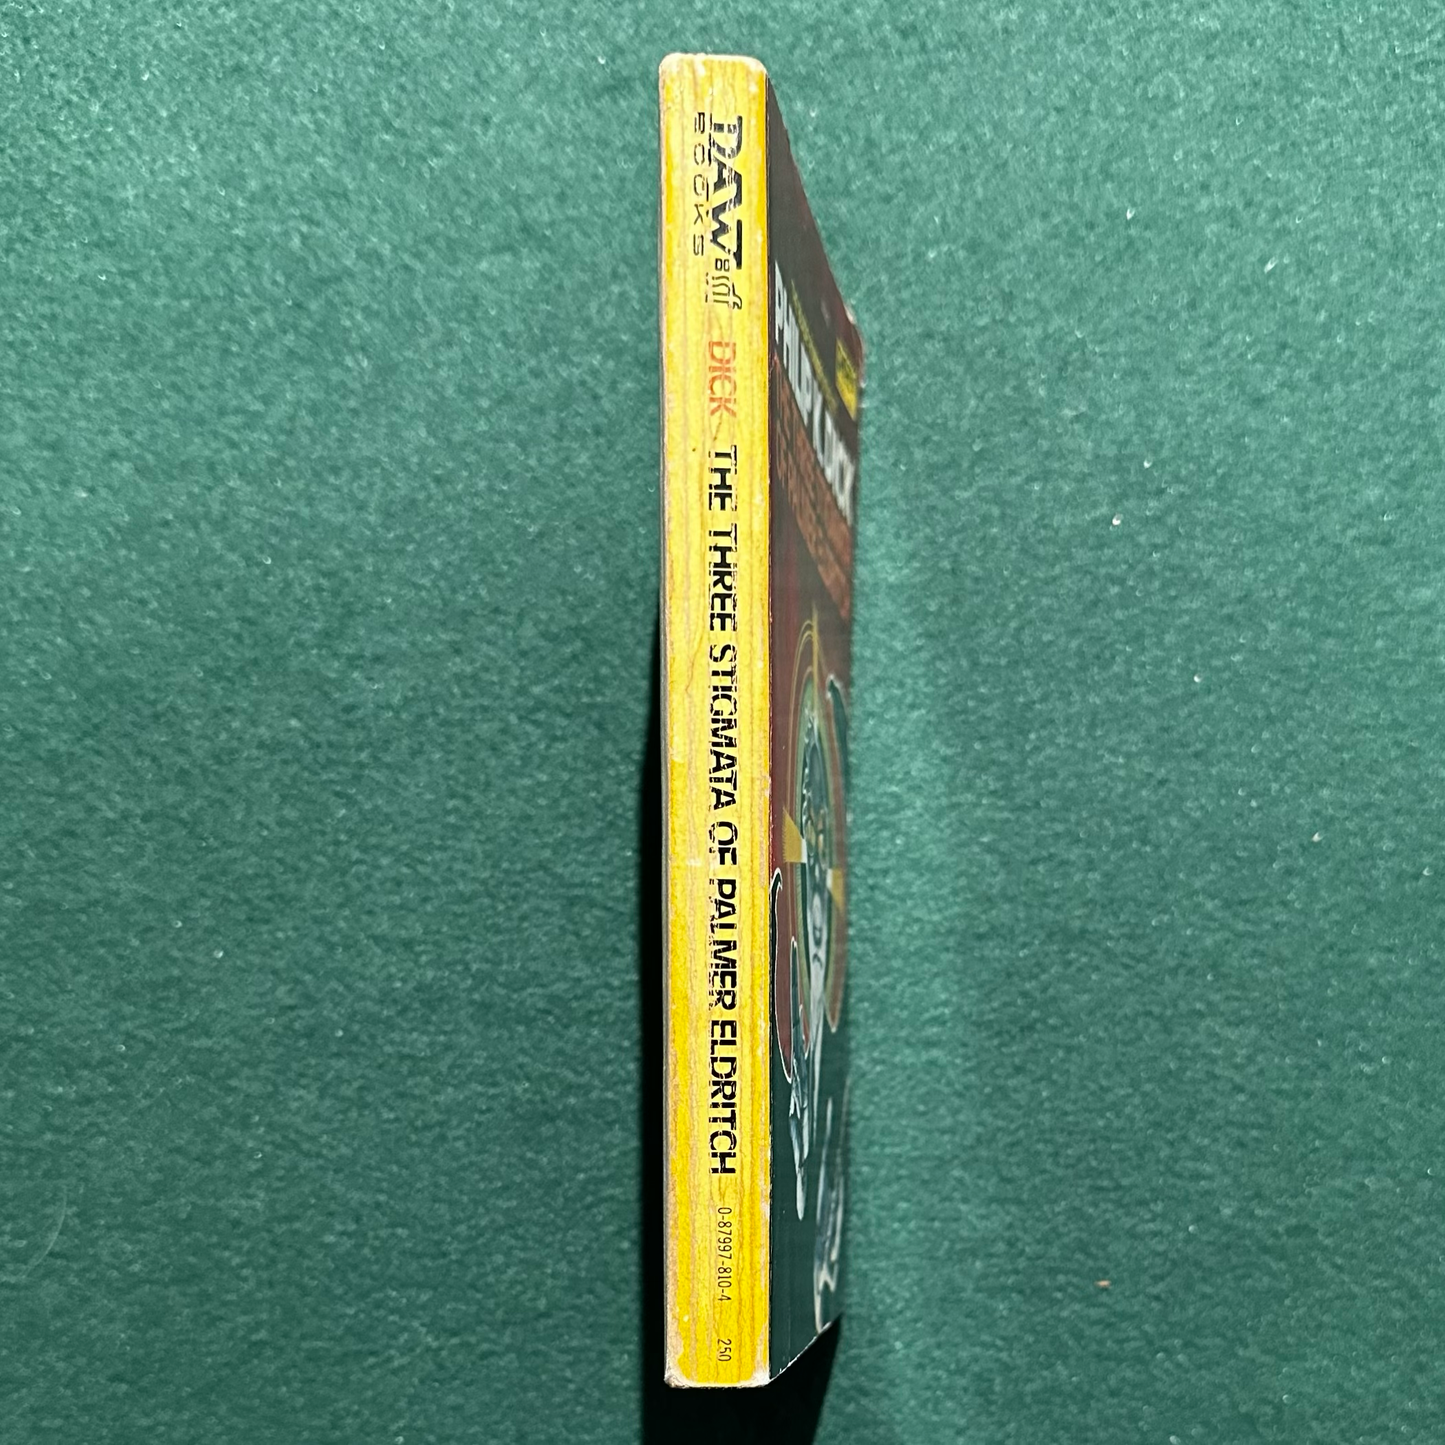 DAW
BOOKS
sf
DICK
THE THREE STIGMATA OF PALMER ELDRITCH
0-87997-810-4
250
PHILIP K. DICK